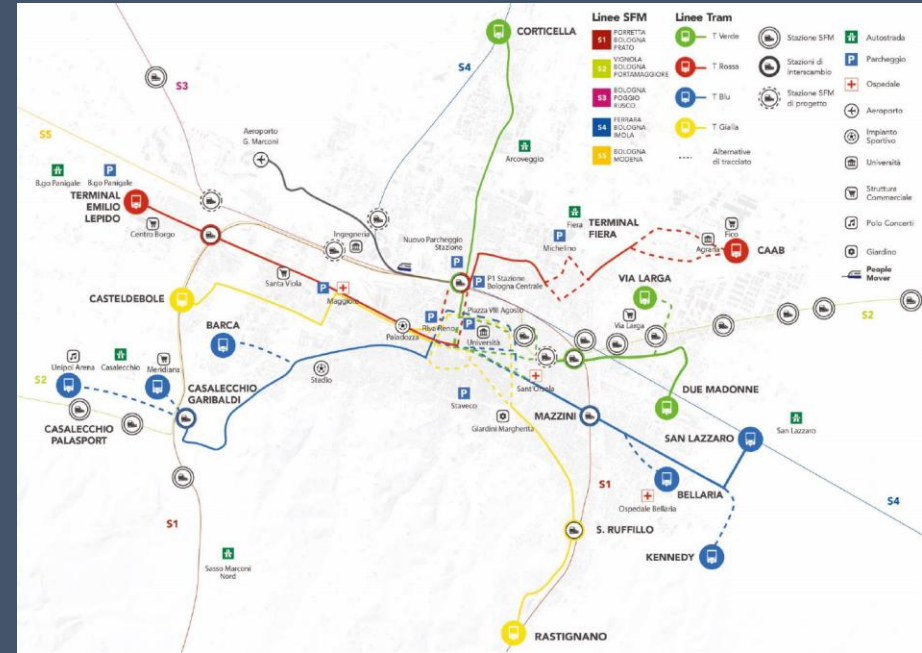 Linee SFM
S1 PORRETTA
BOLOGNA
PRATO
S2 VIGNOLA
BOLOGNA
PORTAMAGGIORE
S3 BOLOGNA
POGGIO
RUSCO
S4 FERRARA
BOLOGNA
IMOLA
S5 BOLOGNA
MODENA
Linee Tram
T Verde
T Rossa
T Blu
T Gialla
Alternative
di tracciato
Stazione SFM
Stazioni di
Interscambio
Stazione SFM
di progetto
Autostrada
P Parcheggio
Ospedale
Aeroporto
Impianto
Sportivo
Università
Struttura
Commerciale
Polo Concerti
Giardino
People
Mover
CORTICELLA
S3
S4
S5
Aeroporto
G. Marconi
Arcoveggio
B.go Panigale
P
B.go Panigale
TERMINAL
EMILIO
LEPIDO
Centro Borgo
Ingegneria
Nuovo Parcheggio
Stazione
P
Fiera
P
Michelino
TERMINAL
FIERA
Agraria
Fico
CAAB
Santa Viola
P
Maggiore
P
P1 Stazione
Bologna Centrale
VIA LARGA
Via Larga
S2
CASTELDEBOLE
BARCA
Paladozza
P
Riva Reno
P
Piazza VIII Agosto
Università
Sant'Orsola
Unipol Arena
Casalecchio
Meridiana
S2
CASALECCHIO
GARIBALDI
Stadio
P
Staveco
Giardini Margherita
MAZZINI
DUE MADONNE
CASALECCHIO
PALASPORT
SAN LAZZARO
San Lazzaro
BELLARIA
Ospedale Bellaria
S1
S1
S4
S. RUFFILLO
KENNEDY
Sasso Marconi
Nord
RASTIGNANO